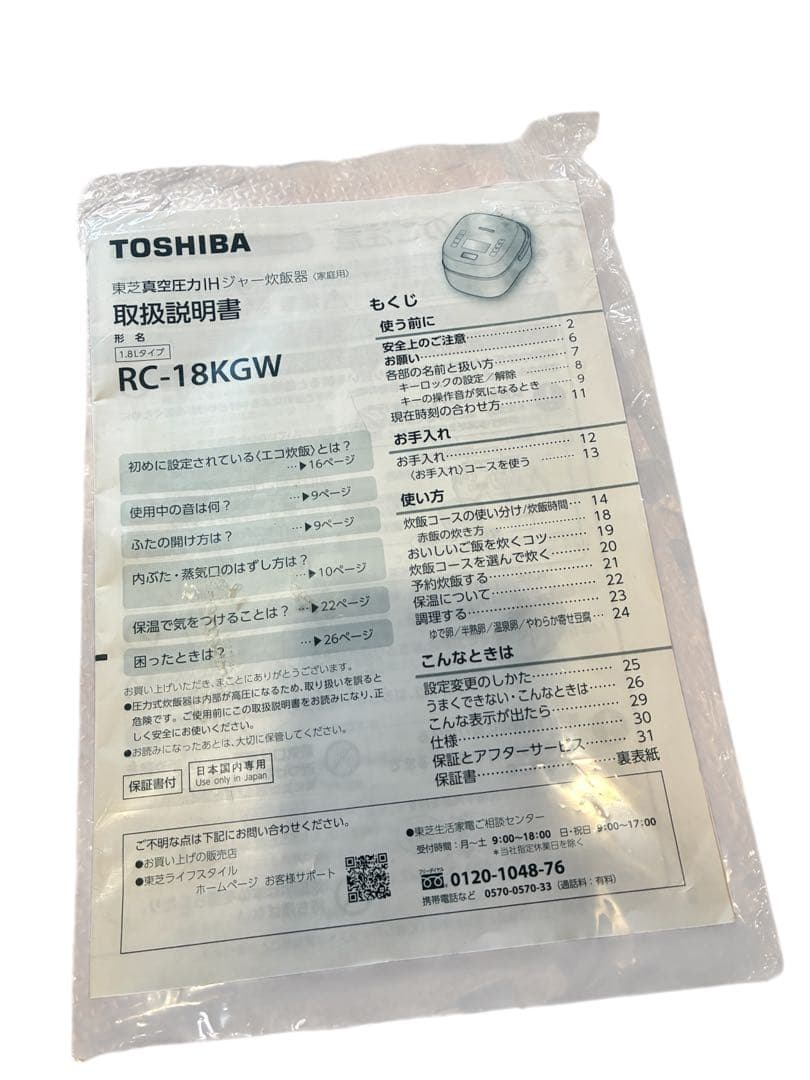 TOSHIBA
東芝真空圧力IHジャー炊飯器〈家庭用〉
取扱説明書
形 名
1.8Lタイプ
RC-18KGW
初めに設定されている〈エコ炊飯〉とは?
…▶16ページ
使用中の音は何? …▶9ページ
ふたの開け方は? …▶9ページ
内ぶた・蒸気口のはずし方は?
…▶10ページ
保温で気をつけることは? …▶22ページ
困ったときは? …▶26ページ
お買い上げいただき、まことにありがとうございます。
●圧力式炊飯器は内部が高圧になるため、取り扱いを誤ると
危険です。ご使用前にこの取扱説明書をお読みになり、正
しく安全にお使いください。
●お読みになったあとは、大切に保管してください。
保証書付
日本国内専用
Use only in Japan
もくじ
使う前に
安全上のご注意 2
お願い 6
各部の名前と扱い方 7
キーロックの設定/解除 8
キーの操作音が気になるとき 9
現在時刻の合わせ方 11
お手入れ
お手入れ 12
〈お手入れ〉コースを使う 13
使い方
炊飯コースの使い分け/炊飯時間 14
赤飯の炊き方 18
おいしいご飯を炊くコツ 19
炊飯コースを選んで炊く 20
予約炊飯する 21
保温について 22
調理する 23
ゆで卵/半熟卵/温泉卵/やわらか寄せ豆腐 24
こんなときは
設定変更のしかた 25
うまくできない・こんなときは 26
こんな表示が出たら 29
仕様 30
保証とアフターサービス 31
保証書 裏表紙
ご不明な点は下記にお問い合わせください。
●お買い上げの販売店
●東芝ライフスタイル
ホームページ お客様サポート
●東芝生活家電ご相談センター
受付時間:月~土 9:00~18:00 日・祝日 9:00~17:00
*当社指定休業日を除く
フリーダイヤル
0120-1048-76
携帯電話など 0570-0570-33(通話料:有料)